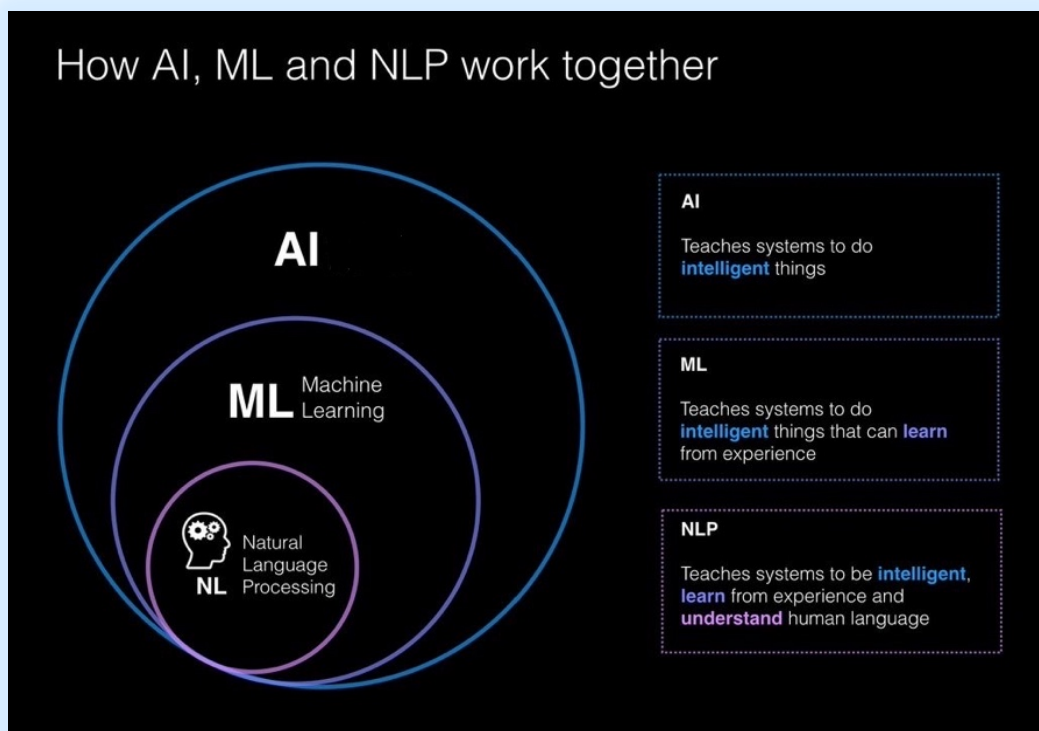 How AI, ML and NLP work together
AI
ML
Machine
Learning
NL
Natural
Language
Processing
AI
Teaches systems to do
intelligent things
ML
Teaches systems to do
intelligent things that can learn
from experience
NLP
Teaches systems to be intelligent,
learn from experience and
understand human language